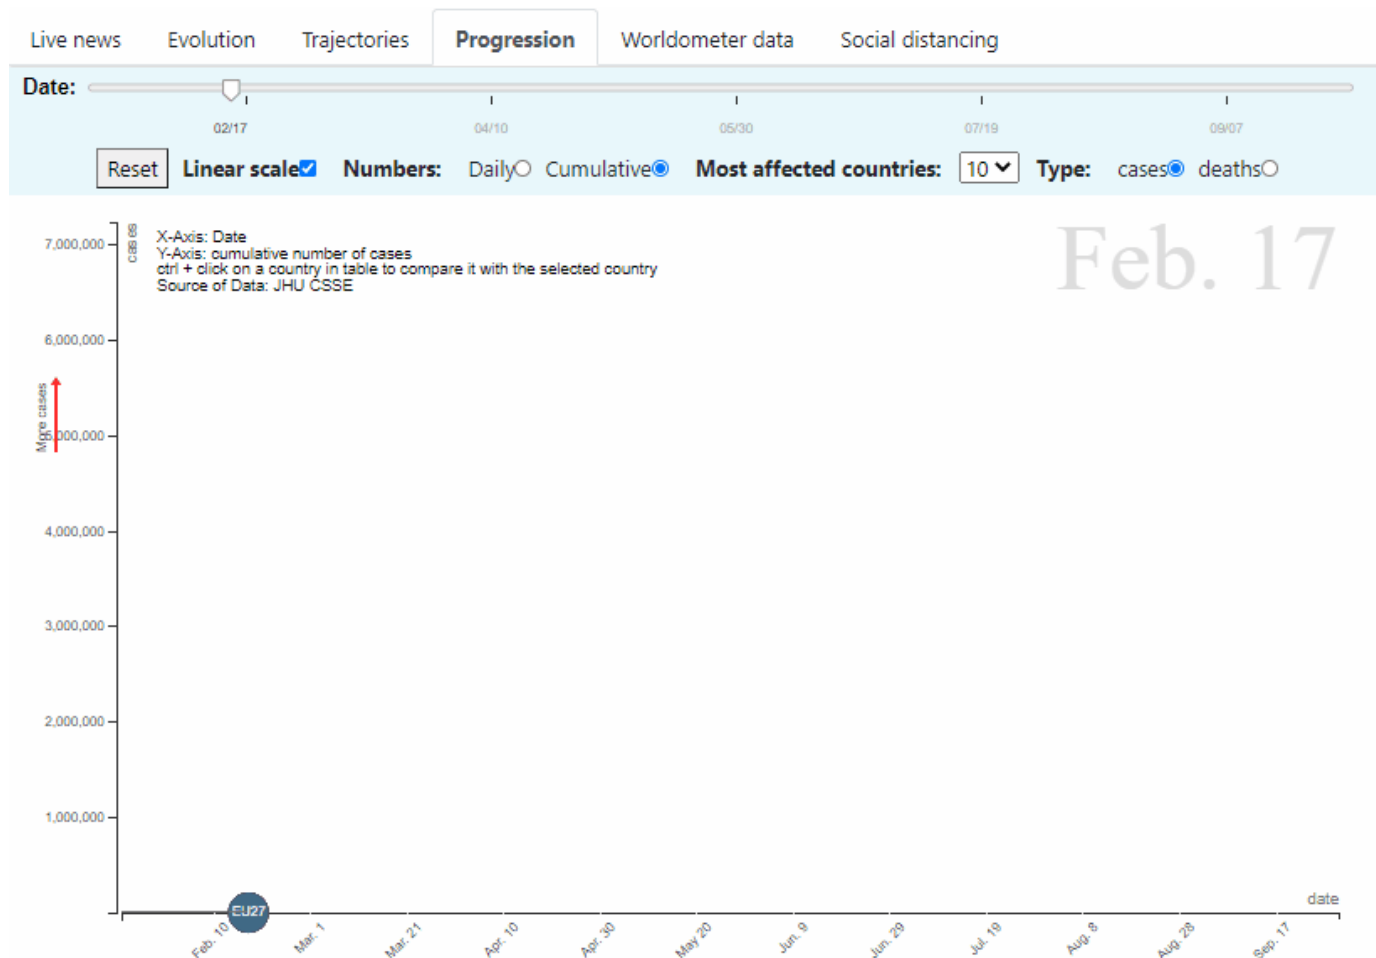 Live news Evolution Trajectories Progression Worldometer data Social distancing
Date:
02/17 04/10 05/30 07/19 09/07
Reset Linear scale Numbers: Daily Cumulative Most affected countries: 10 Type: cases deaths
Feb. 17
cases
X-Axis: Date
Y-Axis: cumulative number of cases
ctrl + click on a country in table to compare it with the selected country
Source of Data: JHU CSSE
7,000,000
6,000,000
More cases
5,000,000
4,000,000
3,000,000
2,000,000
1,000,000
EU27
date
Feb. 10 Mar. 1 Mar. 21 Apr. 10 Apr. 30 May 20 Jun. 9 Jun. 29 Jul. 19 Aug. 8 Aug. 28 Sep. 17